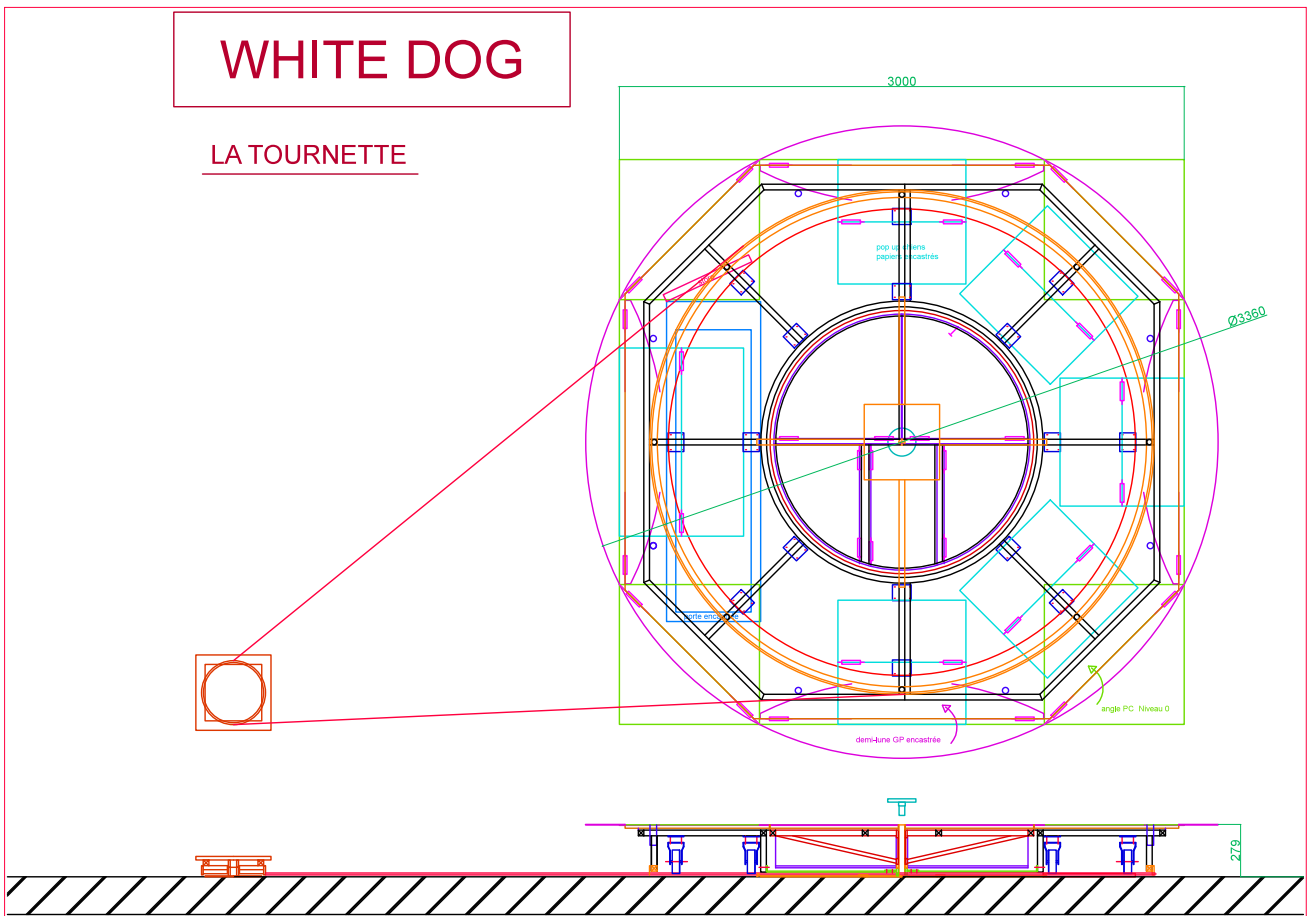 WHITE DOG
LA TOURNETTE
3000
pop up chiens
papiers encastrés
Ø3360
porte encastrée
angle PC Niveau 0
demi-lune GP encastrée
279